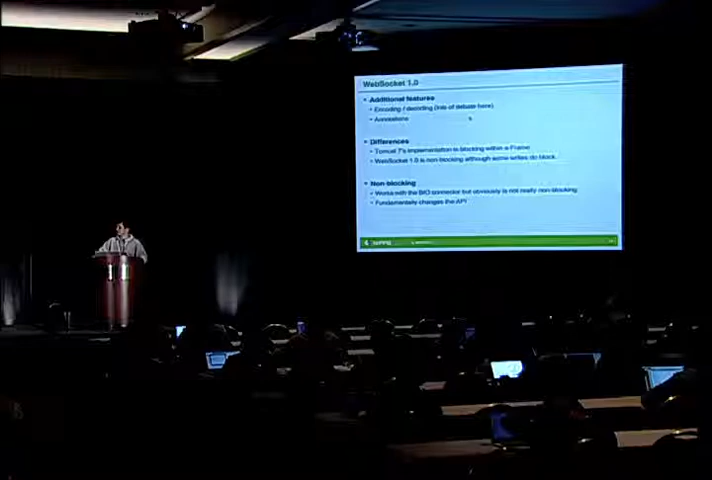 WebSocket 1.0
• Additional features
• Encoding / decoding (lots of debate here)
• Annotations
• Differences
• Tomcat 7's implementation is blocking within a Frame
• WebSocket 1.0 is non-blocking although some writes do block
• Non-blocking
• Works with the BIO connector but obviously is not really non-blocking
• Fundamentally changes the API